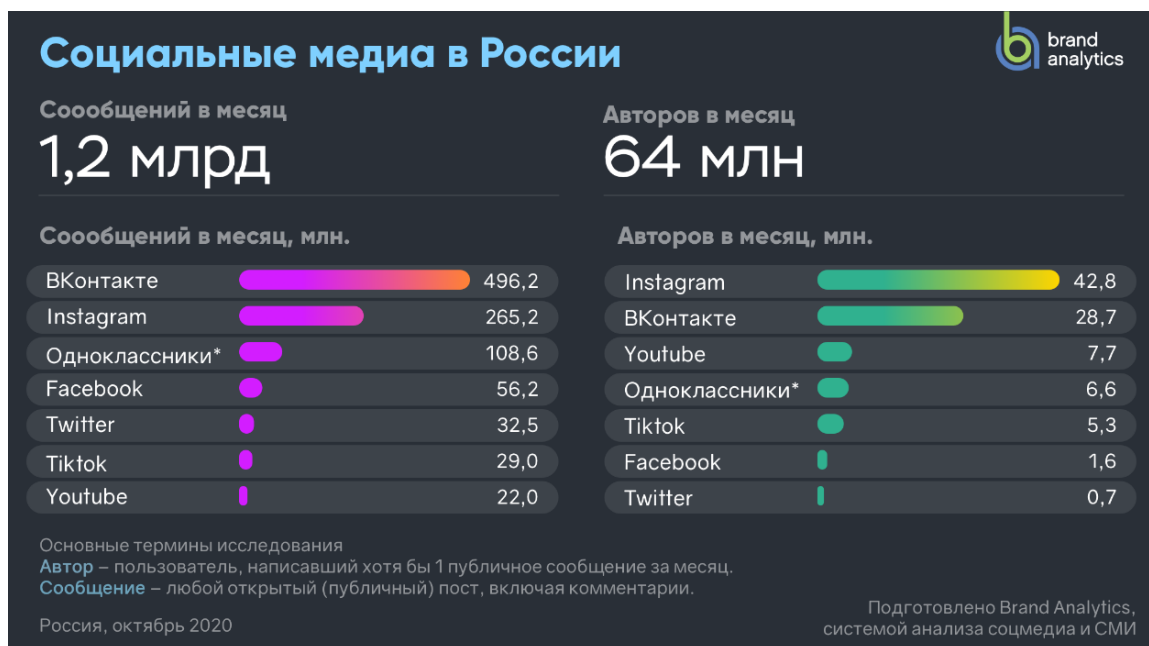 Социальные медиа в России
brand
analytics
Соообщений в месяц
1,2 млрд
Авторов в месяц
64 млн
Соообщений в месяц, млн.
ВКонтакте 496,2
Instagram 265,2
Одноклассники* 108,6
Facebook 56,2
Twitter 32,5
Tiktok 29,0
Youtube 22,0
Авторов в месяц, млн.
Instagram 42,8
ВКонтакте 28,7
Youtube 7,7
Одноклассники* 6,6
Tiktok 5,3
Facebook 1,6
Twitter 0,7
Основные термины исследования
Автор – пользователь, написавший хотя бы 1 публичное сообщение за месяц.
Сообщение – любой открытый (публичный) пост, включая комментарии.
Россия, октябрь 2020
Подготовлено Brand Analytics,
системой анализа соцмедиа и СМИ